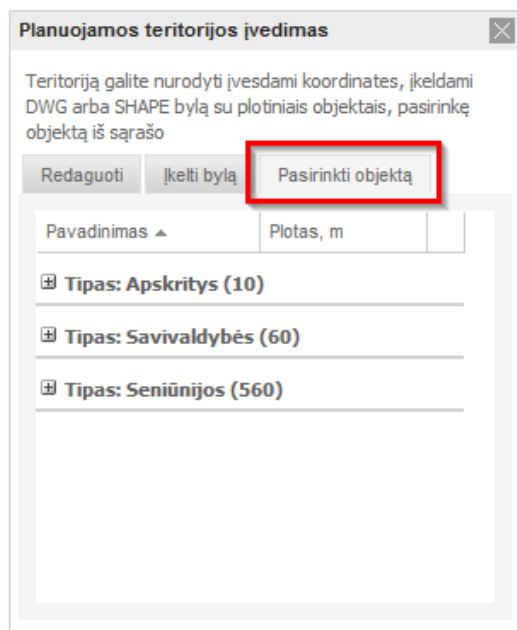 Planuojamos teritorijos įvedimas
Teritoriją galite nurodyti įvesdami koordinates, įkeldami
DWG arba SHAPE bylą su plotiniais objektais, pasirinkę
objektą iš sąrašo
Redaguoti Įkelti bylą Pasirinkti objektą
Pavadinimas Plotas, m
Tipas: Apskritys (10)
Tipas: Savivaldybės (60)
Tipas: Seniūnijos (560)